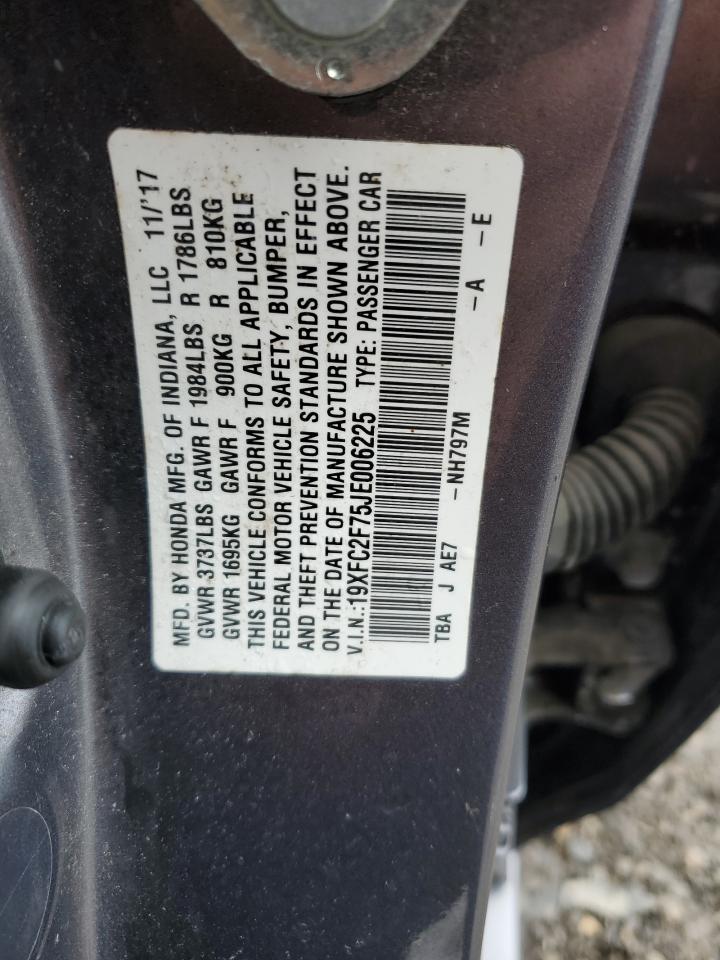 MFD. BY HONDA MFG. OF INDIANA, LLC 11/'17
GVWR 3737LBS GAWR F 1984LBS R 1786LBS
GVWR 1695KG GAWR F 900KG R 810KG
THIS VEHICLE CONFORMS TO ALL APPLICABLE
FEDERAL MOTOR VEHICLE SAFETY, BUMPER,
AND THEFT PREVENTION STANDARDS IN EFFECT
ON THE DATE OF MANUFACTURE SHOWN ABOVE.
V.I.N.:19XFC2F75JE006225 TYPE: PASSENGER CAR
TBA J AE7 -NH797M -A -E